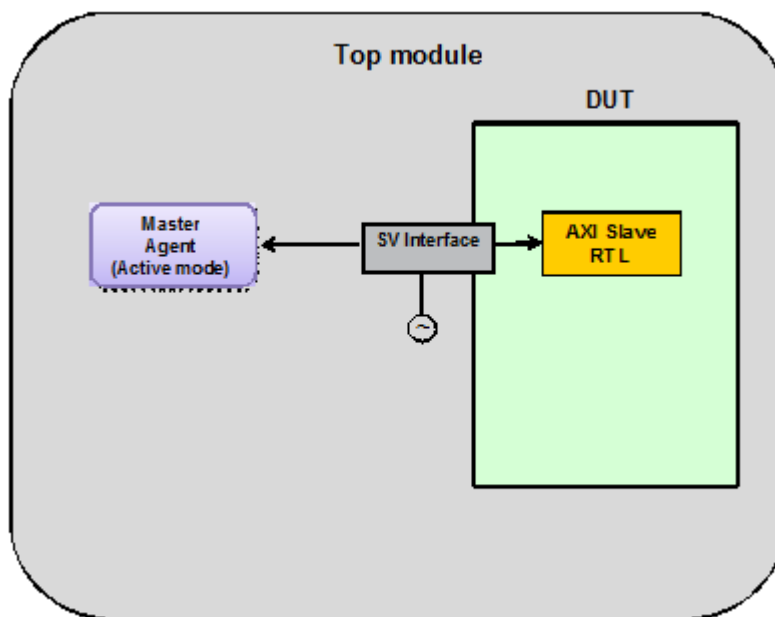 Top module
DUT
Master
Agent
(Active mode)
SV Interface
AXI Slave
RTL
~